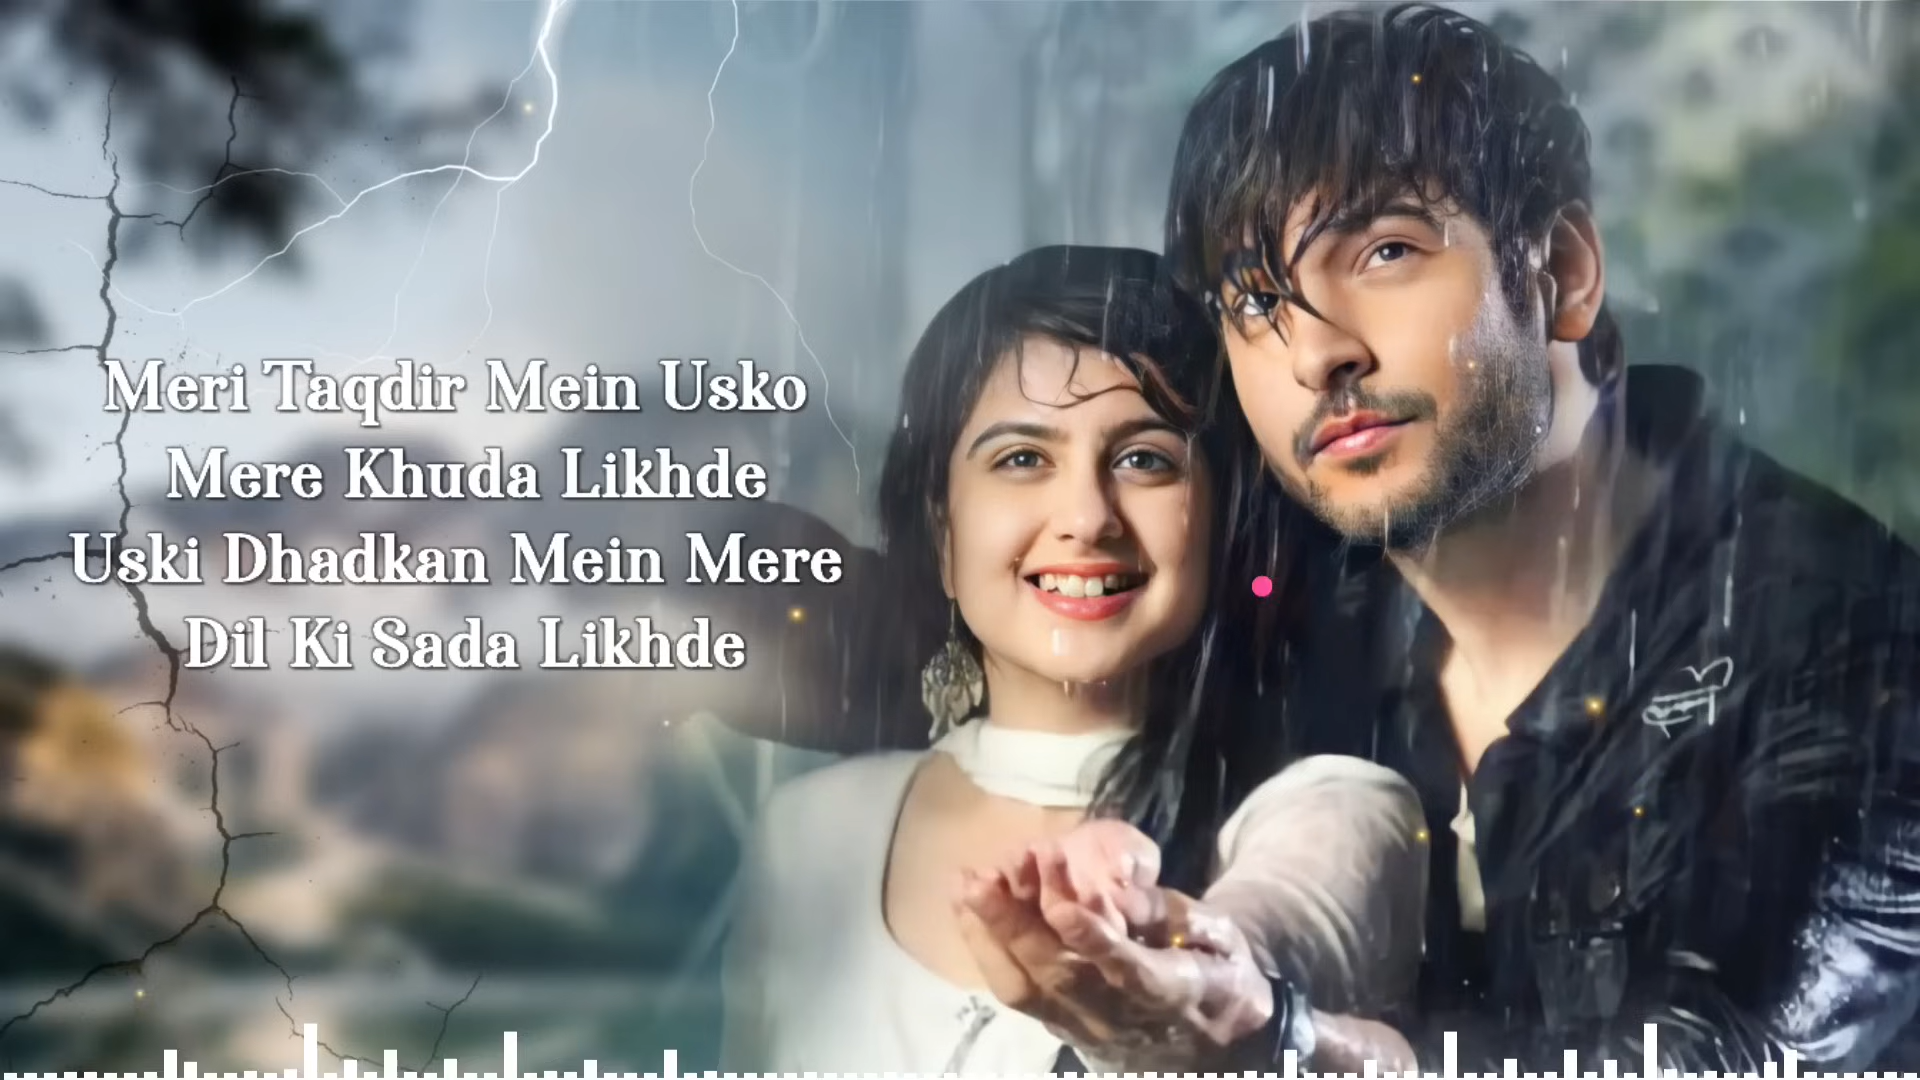 Meri Taqdir Mein Usko
Mere Khuda Likhde
Uski Dhadkan Mein Mere
Dil Ki Sada Likhde